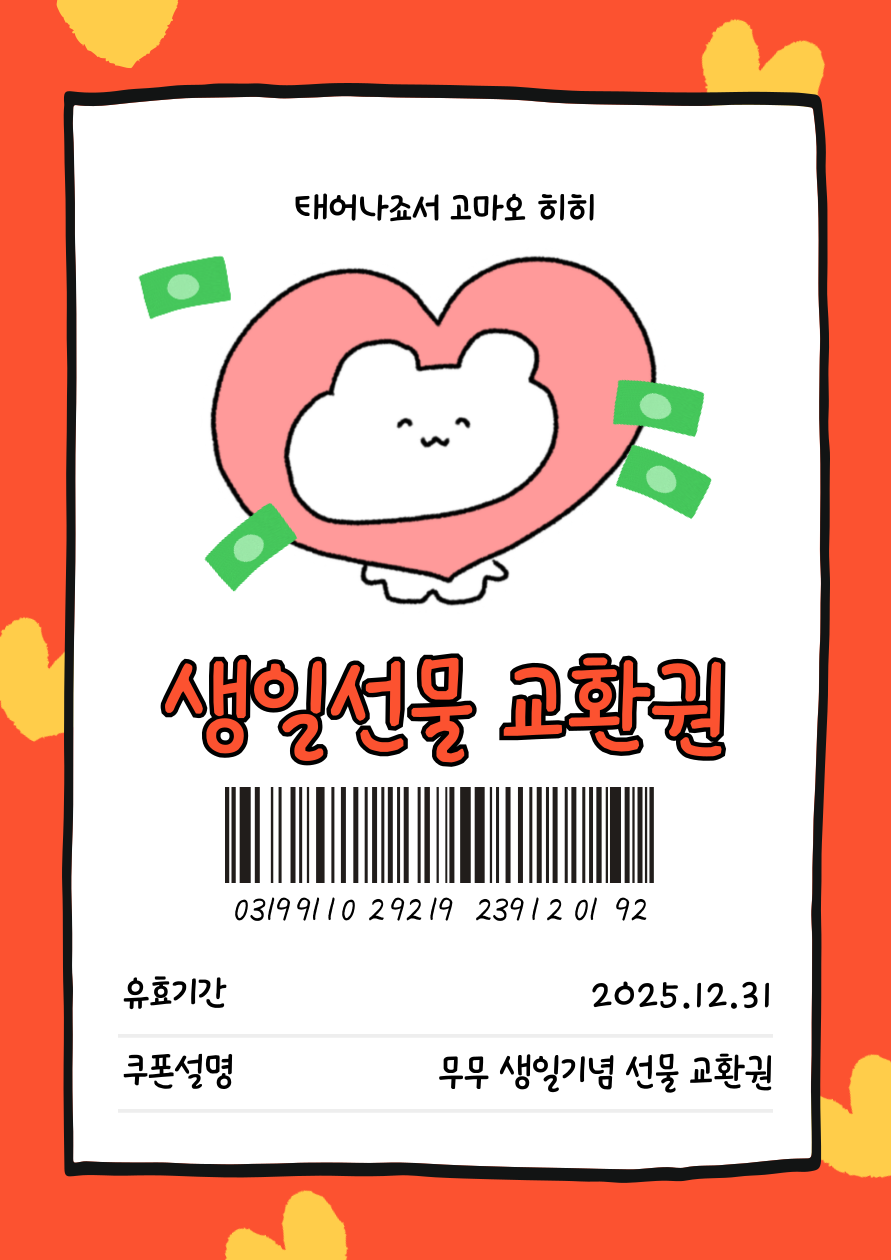 태어나죠서 고마오 히히
생일선물 교환권
03199110 29219 23912 01 92
유효기간 2025.12.31
쿠폰설명 무무 생일기념 선물 교환권